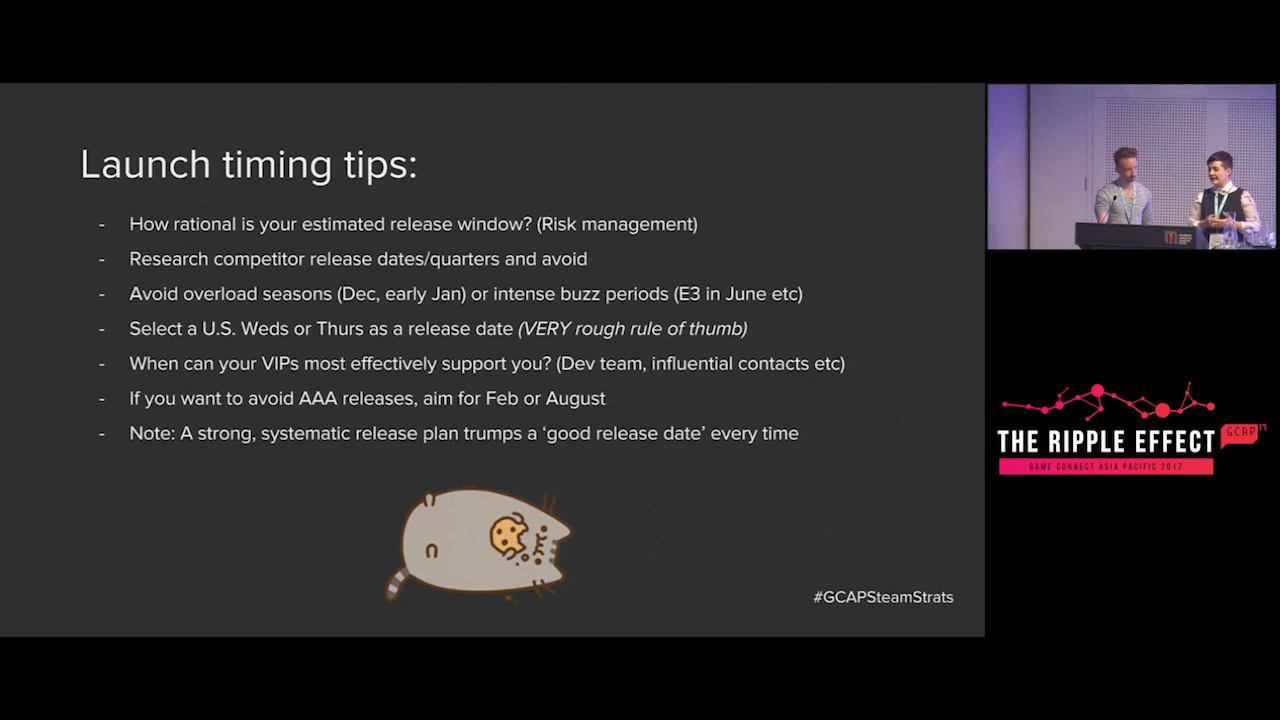 Launch timing tips:
- How rational is your estimated release window? (Risk management)
- Research competitor release dates/quarters and avoid
- Avoid overload seasons (Dec, early Jan) or intense buzz periods (E3 in June etc)
- Select a U.S. Weds or Thurs as a release date (VERY rough rule of thumb)
- When can your VIPs most effectively support you? (Dev team, influential contacts etc)
- If you want to avoid AAA releases, aim for Feb or August
- Note: A strong, systematic release plan trumps a ‘good release date’ every time
#GCAPSteamStrats
THE RIPPLE EFFECT
GCAP 17
GAME CONNECT ASIA PACIFIC 2017